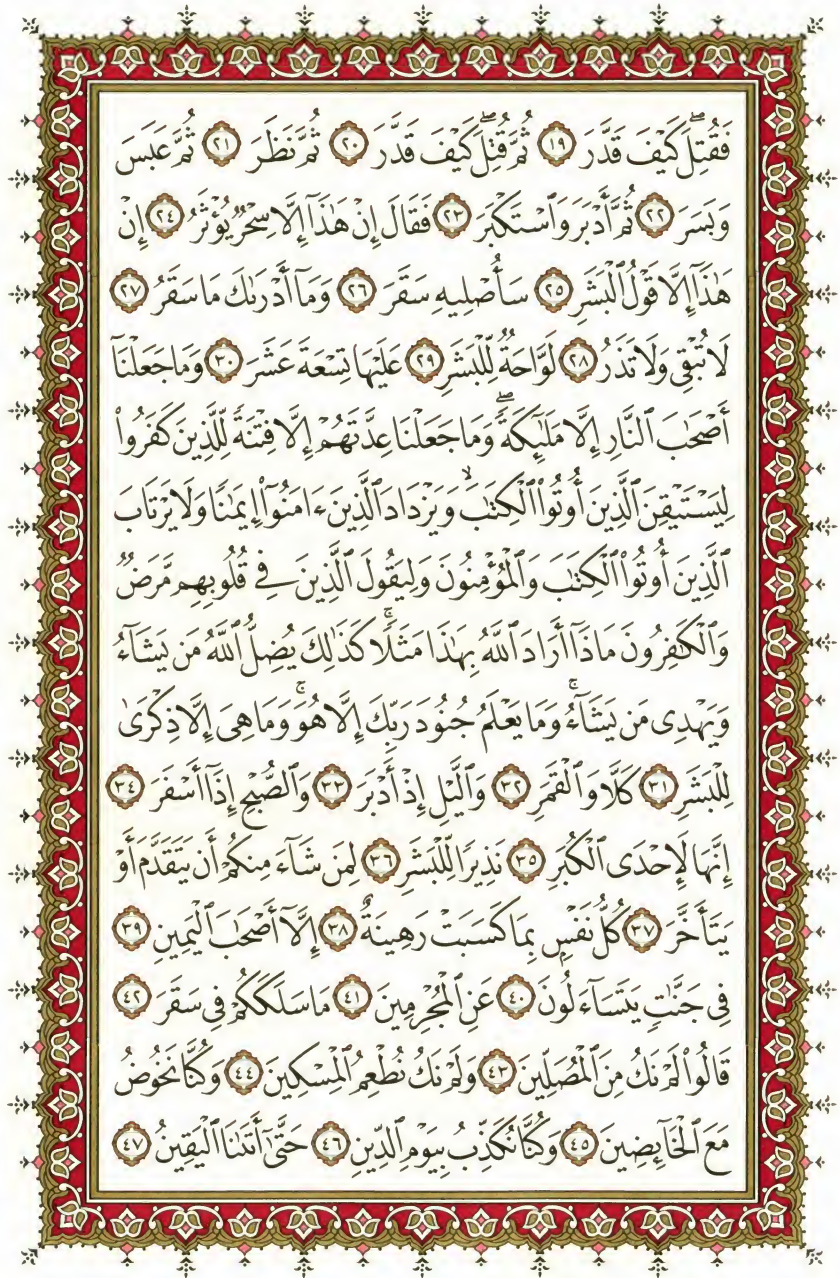 فَقُتِلَ كَيْفَ قَدَّرَ ١٩ ثُمَّ قُتِلَ كَيْفَ قَدَّرَ ٢٠ ثُمَّ نَظَرَ ٢١ ثُمَّ عَبَسَ
وَبَسَرَ ٢٢ ثُمَّ أَدْبَرَ وَٱسْتَكْبَرَ ٢٣ فَقَالَ إِنْ هَٰذَآ إِلَّا سِحْرٌ يُؤْثَرُ ٢٤ إِنْ
هَٰذَآ إِلَّا قَوْلُ ٱلْبَشَرِ ٢٥ سَأُصْلِيهِ سَقَرَ ٢٦ وَمَآ أَدْرَىٰكَ مَا سَقَرُ ٢٧
لَا تُبْقِى وَلَا تَذَرُ ٢٨ لَوَّاحَةٌ لِّلْبَشَرِ ٢٩ عَلَيْهَا تِسْعَةَ عَشَرَ ٣٠ وَمَا جَعَلْنَآ
أَصْحَٰبَ ٱلنَّارِ إِلَّا مَلَٰٓئِكَةً ۖ وَمَا جَعَلْنَا عِدَّتَهُمْ إِلَّا فِتْنَةً لِّلَّذِينَ كَفَرُوا۟
لِيَسْتَيْقِنَ ٱلَّذِينَ أُوتُوا۟ ٱلْكِتَٰبَ ۙ وَيَزْدَادَ ٱلَّذِينَ ءَامَنُوٓا۟ إِيمَٰنًا وَلَا يَرْتَابَ
ٱلَّذِينَ أُوتُوا۟ ٱلْكِتَٰبَ وَٱلْمُؤْمِنُونَ وَلِيَقُولَ ٱلَّذِينَ فِى قُلُوبِهِم مَّرَضٌ
وَٱلْكَٰفِرُونَ مَاذَآ أَرَادَ ٱللَّهُ بِهَٰذَا مَثَلًا ۚ كَذَٰلِكَ يُضِلُّ ٱللَّهُ مَن يَشَآءُ
وَيَهْدِى مَن يَشَآءُ ۚ وَمَا يَعْلَمُ جُنُودَ رَبِّكَ إِلَّا هُوَ ۚ وَمَا هِىَ إِلَّا ذِكْرَىٰ
لِلْبَشَرِ ٣١ كَلَّا وَٱلْقَمَرِ ٣٢ وَٱلَّيْلِ إِذْ أَدْبَرَ ٣٣ وَٱلصُّبْحِ إِذَآ أَسْفَرَ ٣٤
إِنَّهَا لَإِحْدَى ٱلْكُبَرِ ٣٥ نَذِيرًا لِّلْبَشَرِ ٣٦ لِمَن شَآءَ مِنكُمْ أَن يَتَقَدَّمَ أَوْ
يَتَأَخَّرَ ٣٧ كُلُّ نَفْسٍۭ بِمَا كَسَبَتْ رَهِينَةٌ ٣٨ إِلَّآ أَصْحَٰبَ ٱلْيَمِينِ ٣٩
فِى جَنَّٰتٍ يَتَسَآءَلُونَ ٤٠ عَنِ ٱلْمُجْرِمِينَ ٤١ مَا سَلَكَكُمْ فِى سَقَرَ ٤٢
قَالُوا۟ لَمْ نَكُ مِنَ ٱلْمُصَلِّينَ ٤٣ وَلَمْ نَكُ نُطْعِمُ ٱلْمِسْكِينَ ٤٤ وَكُنَّا نَخُوضُ
مَعَ ٱلْخَآئِضِينَ ٤٥ وَكُنَّا نُكَذِّبُ بِيَوْمِ ٱلدِّينِ ٤٦ حَتَّىٰٓ أَتَىٰنَا ٱلْيَقِينُ ٤٧